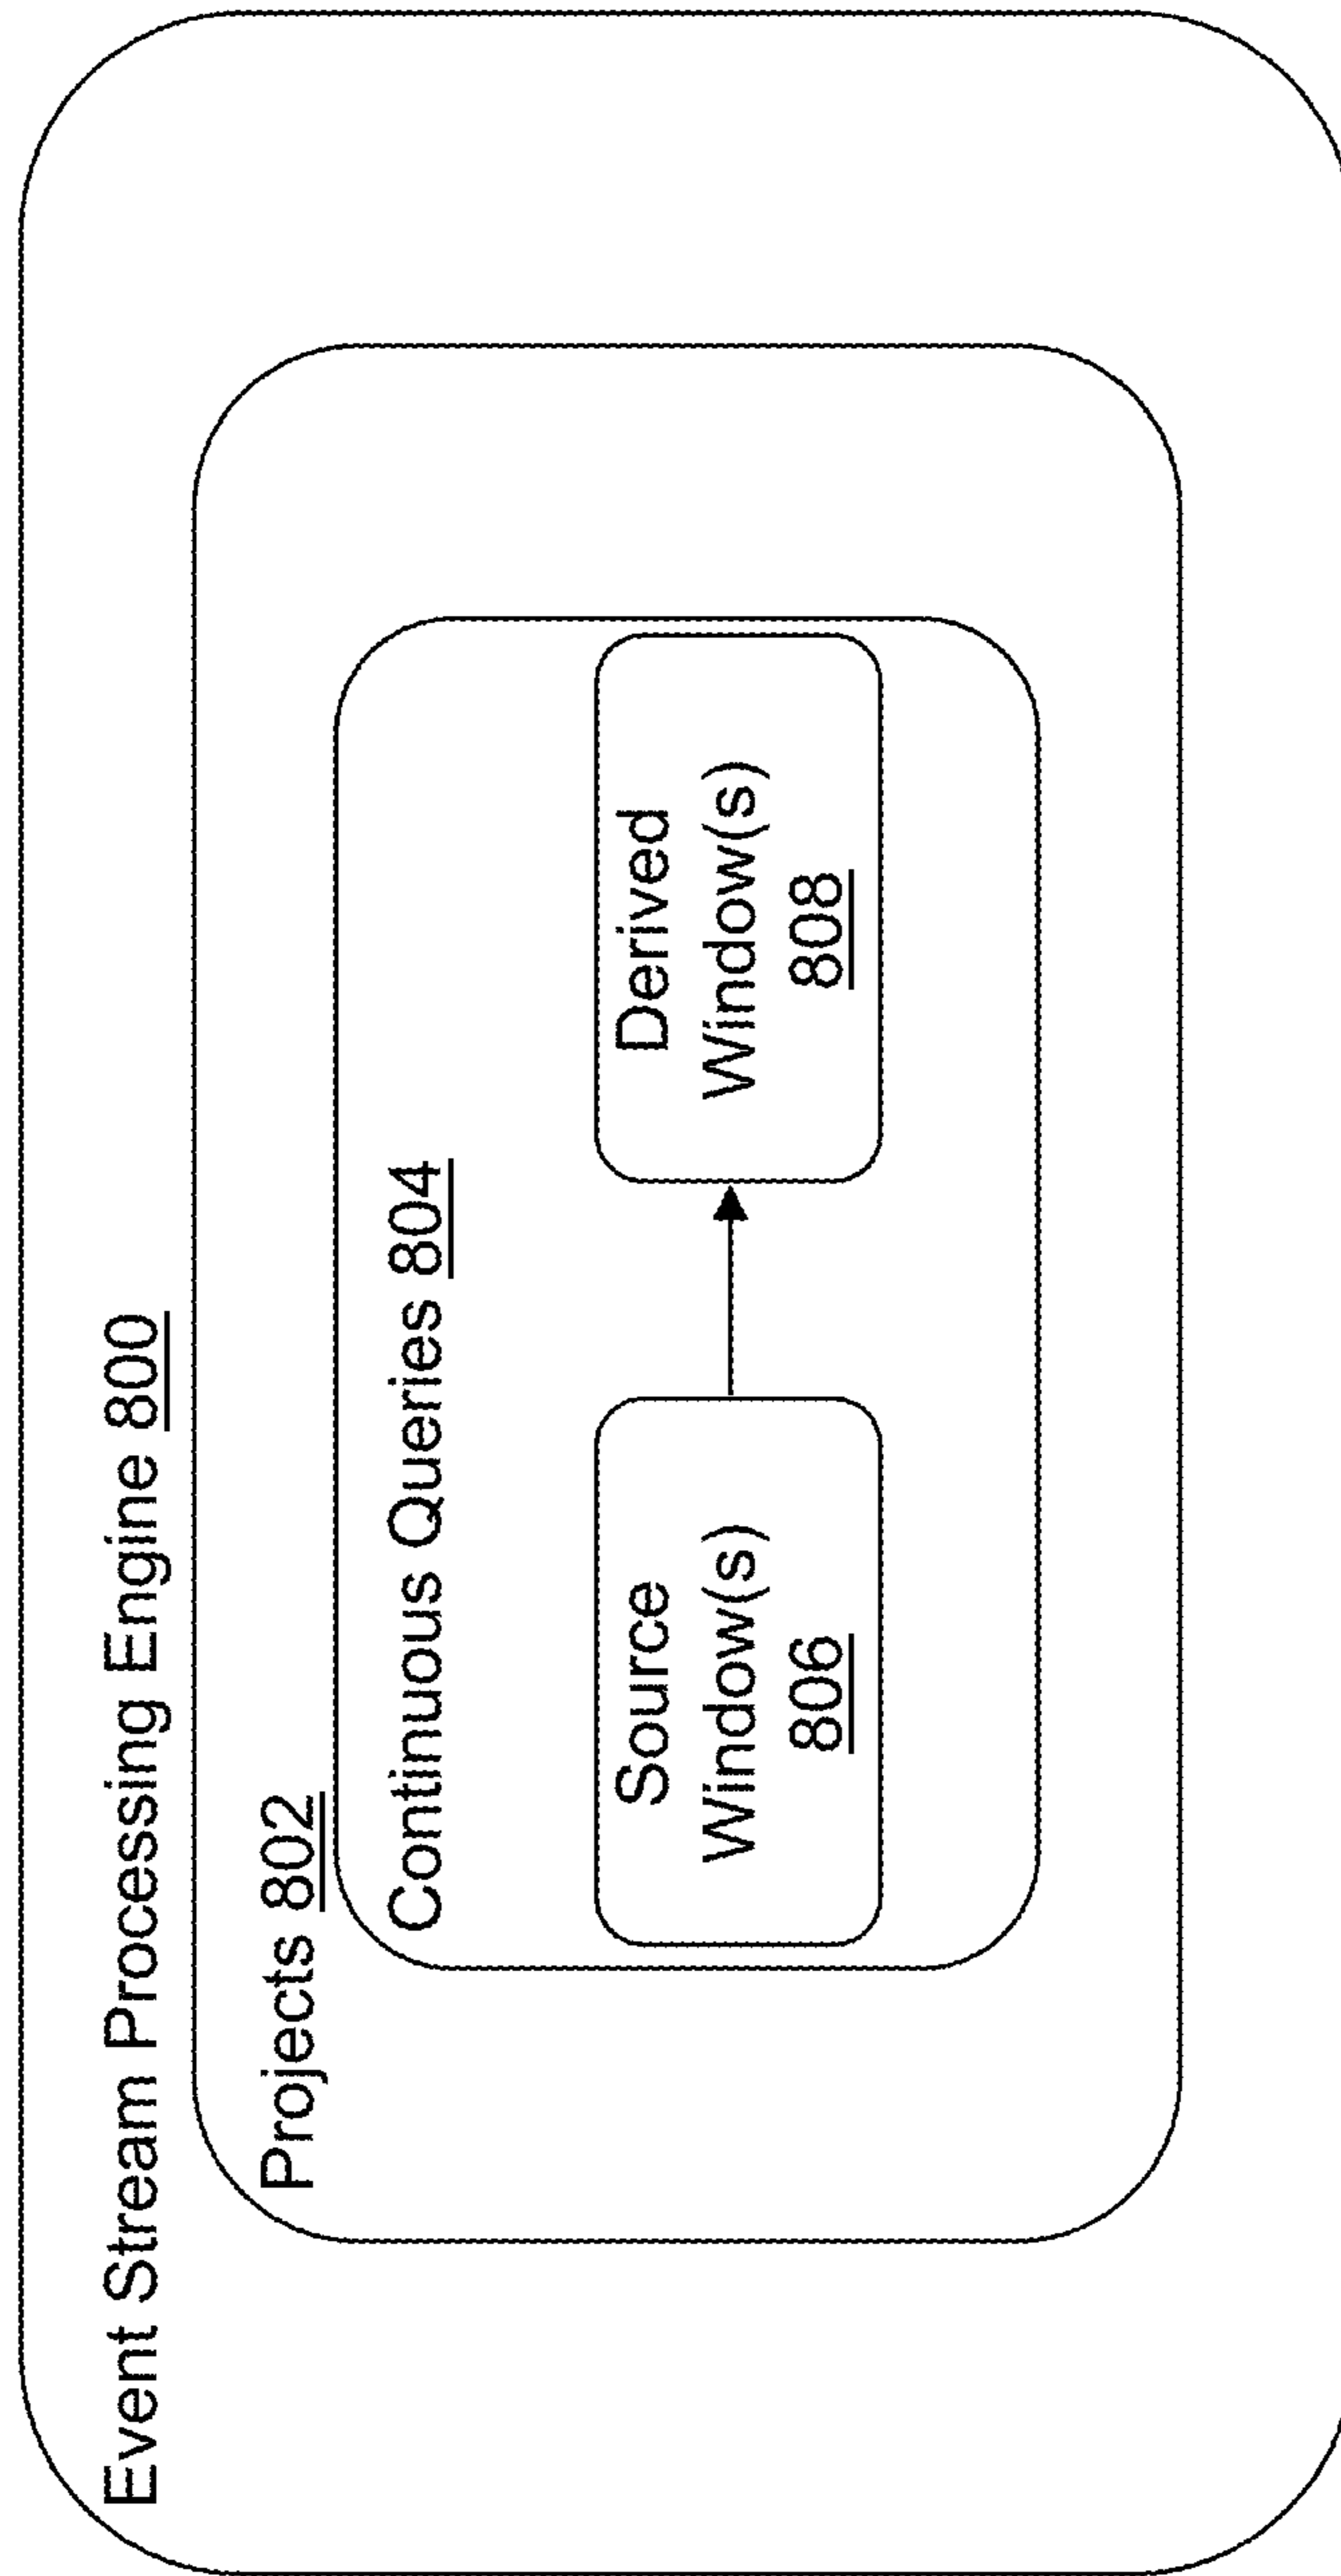 Event Stream Processing Engine 800
Projects 802
Continuous Queries 804
Source
Window(s)
806
Derived
Window(s)
808